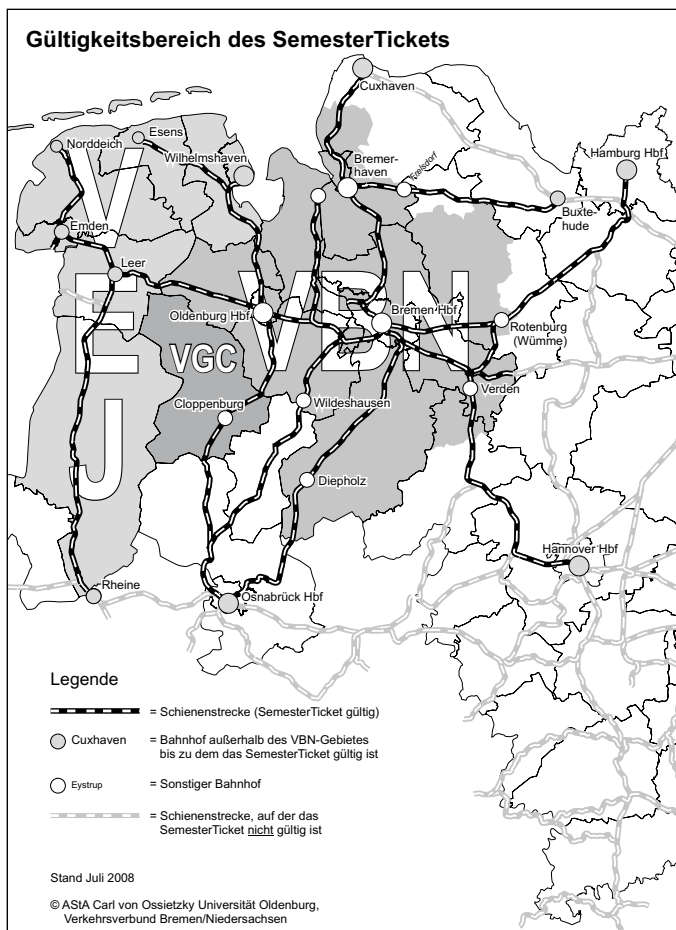 Gültigkeitsbereich des SemesterTickets
Cuxhaven
Norddeich
Esens
Wilhelmshaven
Bremer-
haven
Frelsdorf
Hamburg Hbf
Buxte-
hude
Emden
Leer
V
E
J
VBN
VGC
Oldenburg Hbf
Bremen Hbf
Rotenburg
(Wümme)
Cloppenburg
Wildeshausen
Verden
Diepholz
Hannover Hbf
Rheine
Osnabrück Hbf
Legende
= Schienenstrecke (SemesterTicket gültig)
Cuxhaven = Bahnhof außerhalb des VBN-Gebietes
bis zu dem das SemesterTicket gültig ist
Eystrup = Sonstiger Bahnhof
= Schienenstrecke, auf der das
SemesterTicket nicht gültig ist
Stand Juli 2008
© AStA Carl von Ossietzky Universität Oldenburg,
Verkehrsverbund Bremen/Niedersachsen